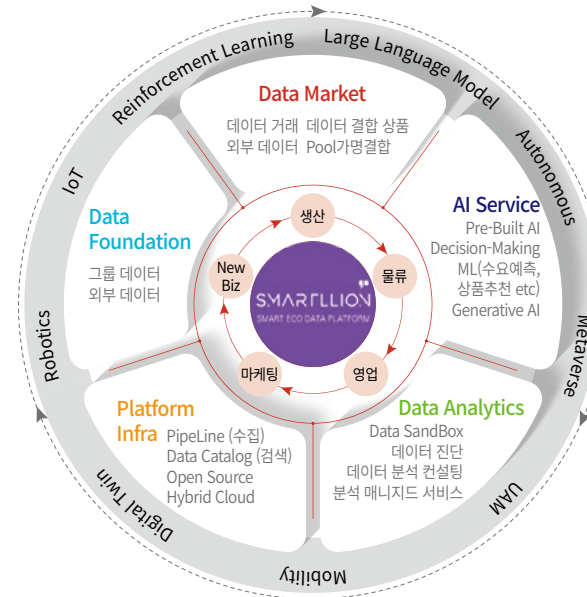 Reinforcement Learning
Large Language Model
Autonomous
Metaverse
UAM
Mobility
Digital Twin
Robotics
IoT
Data Market
데이터 거래 데이터 결합 상품
외부 데이터 Pool가명결합
AI Service
Pre-Built AI
Decision-Making
ML(수요예측,
상품추천 etc)
Generative AI
Data Analytics
Data SandBox
데이터 진단
데이터 분석 컨설팅
분석 매니지드 서비스
Platform
Infra
PipeLine (수집)
Data Catalog (검색)
Open Source
Hybrid Cloud
Data
Foundation
그룹 데이터
외부 데이터
생산
물류
영업
마케팅
New
Biz
SMARTLLION
SMART ECO DATA PLATFORM